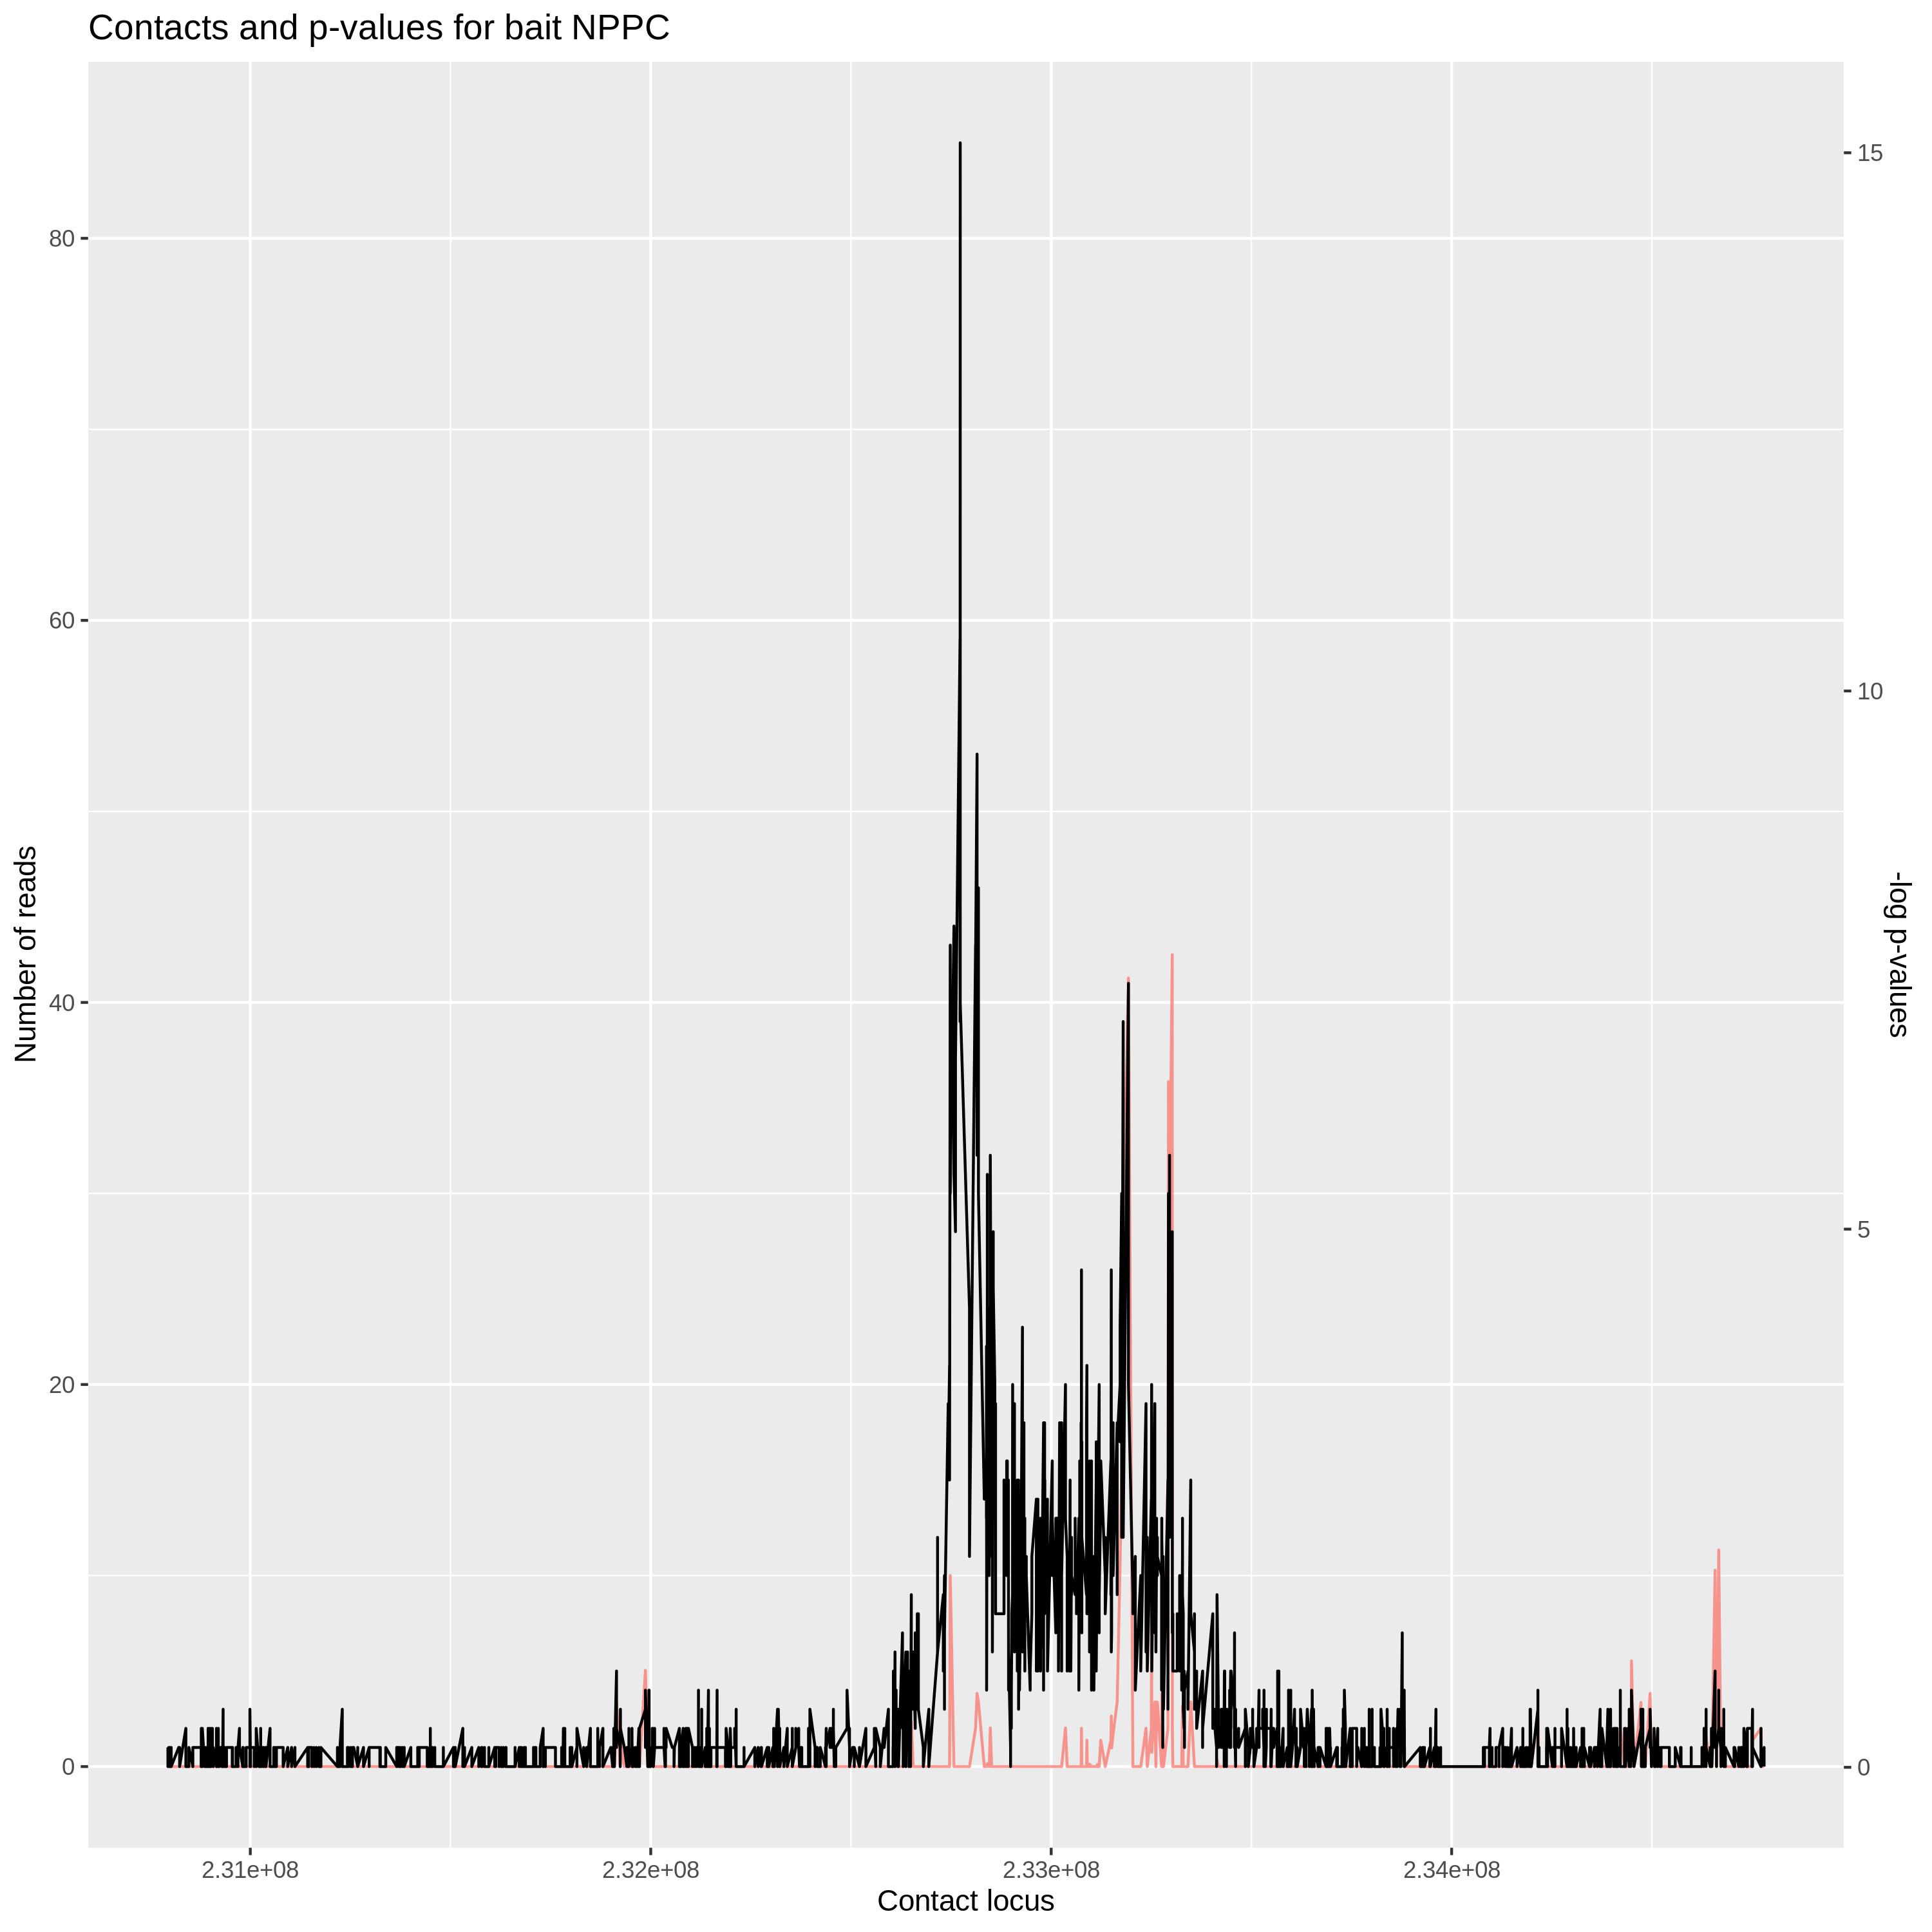 Contacts and p-values for bait NPPC
15
80
60
10
Number of reads
-log p-values
40
5
20
0
0
2.31e+08 2.32e+08 2.33e+08 2.34e+08
Contact locus